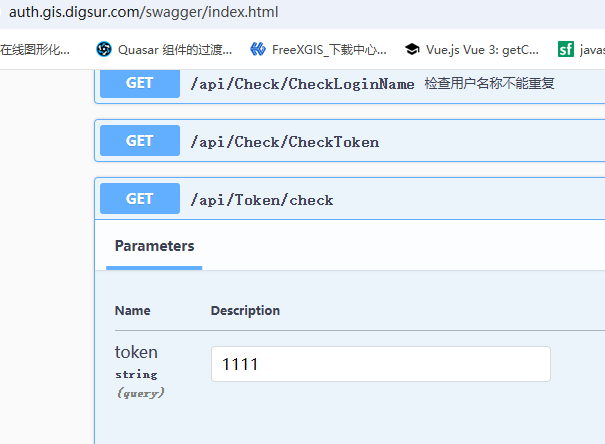 auth.gis.digsur.com/swagger/index.html
在线图形化... Quasar 组件的过渡... FreeXGIS_下载中心... Vue.js Vue 3: getC... sf javas
GET /api/Check/CheckLoginName 检查用户名称不能重复
GET /api/Check/CheckToken
GET /api/Token/check
Parameters
Name Description
token 1111
string
(query)